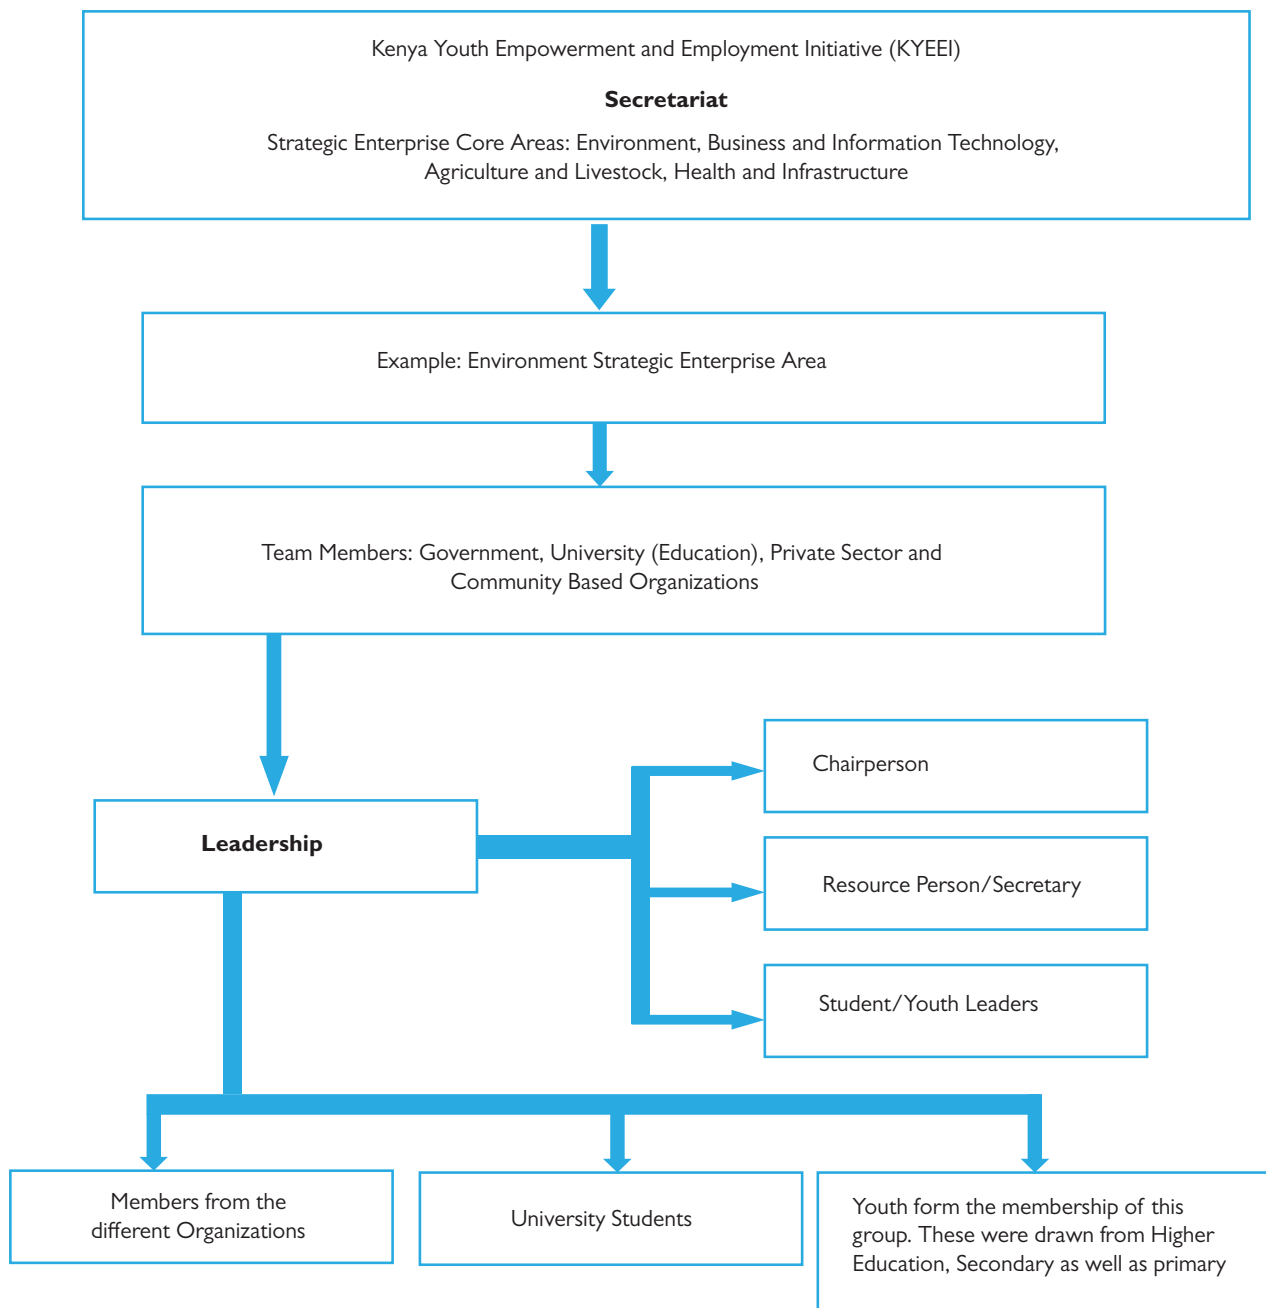 Kenya Youth Empowerment and Employment Initiative (KYEEI)
Secretariat
Strategic Enterprise Core Areas: Environment, Business and Information Technology,
Agriculture and Livestock, Health and Infrastructure
Example: Environment Strategic Enterprise Area
Team Members: Government, University (Education), Private Sector and
Community Based Organizations
Leadership
Chairperson
Resource Person/Secretary
Student/Youth Leaders
Members from the
different Organizations
University Students
Youth form the membership of this
group. These were drawn from Higher
Education, Secondary as well as primary